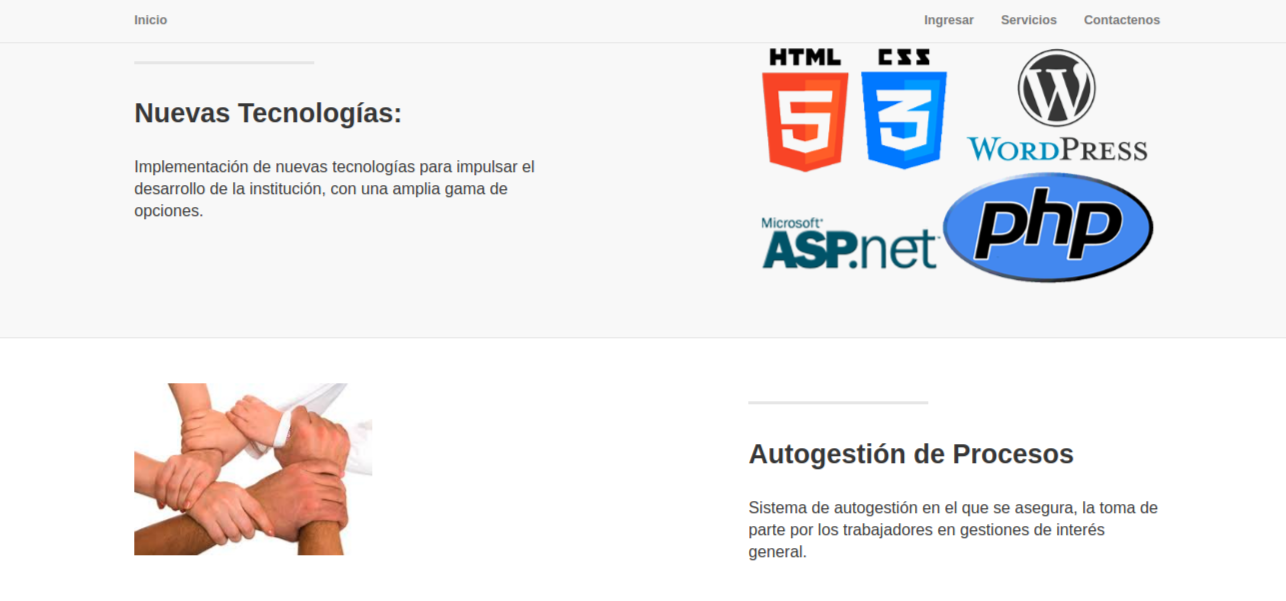 Inicio
Ingresar Servicios Contactenos
Nuevas Tecnologías:
Implementación de nuevas tecnologías para impulsar el
desarrollo de la institución, con una amplia gama de
opciones.
HTML CSS
5 3
W
WORDPRESS
Microsoft®
ASP.net
php
Autogestión de Procesos
Sistema de autogestión en el que se asegura, la toma de
parte por los trabajadores en gestiones de interés
general.